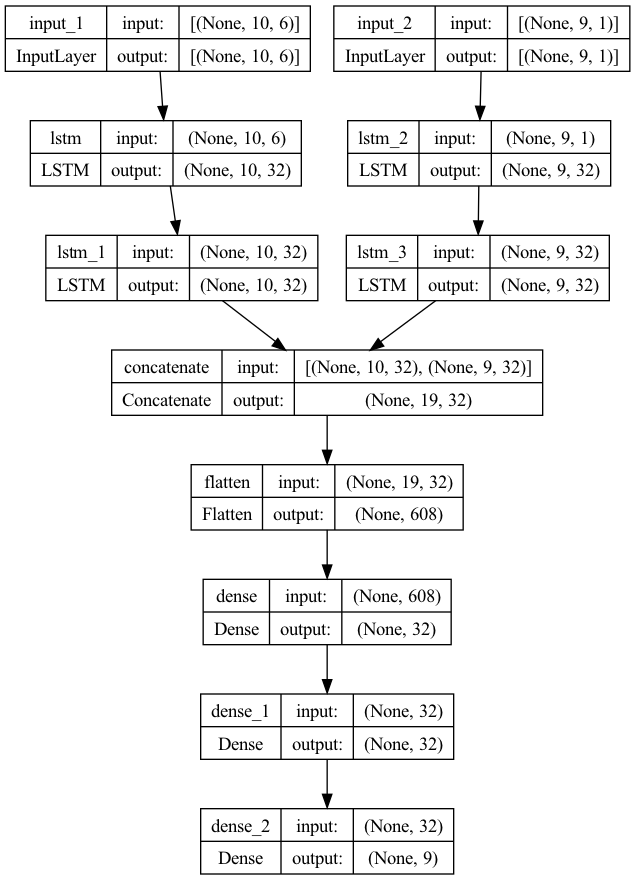 input_1 input: [(None, 10, 6)]
InputLayer output: [(None, 10, 6)]
input_2 input: [(None, 9, 1)]
InputLayer output: [(None, 9, 1)]
lstm input: (None, 10, 6)
LSTM output: (None, 10, 32)
lstm_2 input: (None, 9, 1)
LSTM output: (None, 9, 32)
lstm_1 input: (None, 10, 32)
LSTM output: (None, 10, 32)
lstm_3 input: (None, 9, 32)
LSTM output: (None, 9, 32)
concatenate input: [(None, 10, 32), (None, 9, 32)]
Concatenate output: (None, 19, 32)
flatten input: (None, 19, 32)
Flatten output: (None, 608)
dense input: (None, 608)
Dense output: (None, 32)
dense_1 input: (None, 32)
Dense output: (None, 32)
dense_2 input: (None, 32)
Dense output: (None, 9)